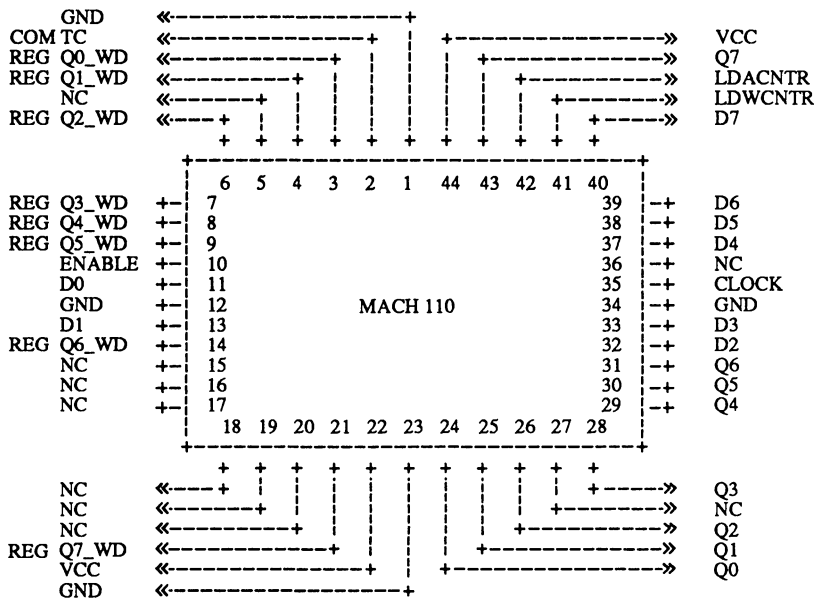 GND
COM TC VCC
REG Q0_WD Q7
REG Q1_WD LDACNTR
NC LDWCNTR
REG Q2_WD D7
6 5 4 3 2 1 44 43 42 41 40
REG Q3_WD 7 39 D6
REG Q4_WD 8 38 D5
REG Q5_WD 9 37 D4
ENABLE 10 36 NC
D0 11 35 CLOCK
GND 12 MACH 110 34 GND
D1 13 33 D3
REG Q6_WD 14 32 D2
NC 15 31 Q6
NC 16 30 Q5
NC 17 29 Q4
18 19 20 21 22 23 24 25 26 27 28
NC Q3
NC NC
NC Q2
REG Q7_WD Q1
VCC Q0
GND